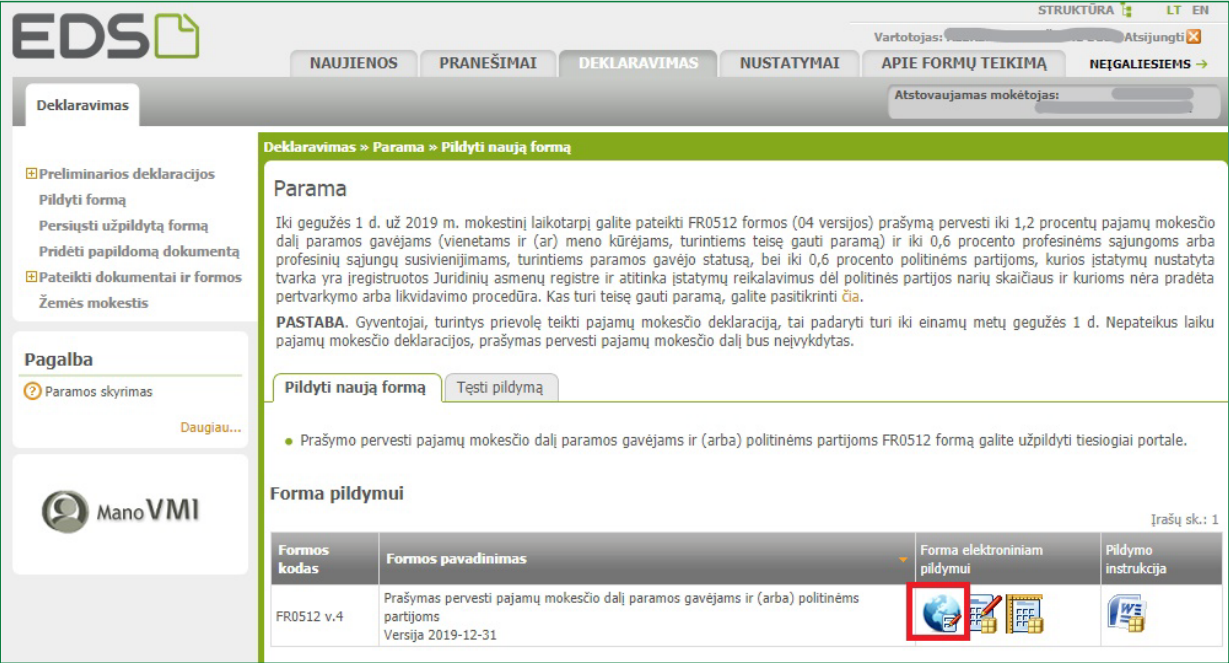 EDS
STRUKTŪRA LT EN
Vartotojas: Atsijungti
NAUJIENOS PRANEŠIMAI DEKLARAVIMAS NUSTATYMAI APIE FORMŲ TEIKIMĄ NEĮGALIESIEMS →
Deklaravimas
Atstovaujamas mokėtojas:
Preliminarios deklaracijos
Pildyti formą
Persiųsti užpildytą formą
Pridėti papildomą dokumentą
Pateikti dokumentai ir formos
Žemės mokestis
Pagalba
Paramos skyrimas
Daugiau...
Mano VMI
Deklaravimas » Parama » Pildyti naują formą
Parama
Iki gegužės 1 d. už 2019 m. mokestinį laikotarpį galite pateikti FR0512 formos (04 versijos) prašymą pervesti iki 1,2 procentų pajamų mokesčio
dalį paramos gavėjams (vienetams ir (ar) meno kūrėjams, turintiems teisę gauti paramą) ir iki 0,6 procento profesinėms sąjungoms arba
profesinių sąjungų susivienijimams, turintiems paramos gavėjo statusą, bei iki 0,6 procento politinėms partijoms, kurios įstatymų nustatyta
tvarka yra įregistruotos Juridinių asmenų registre ir atitinka įstatymų reikalavimus dėl politinės partijos narių skaičiaus ir kurioms nėra pradėta
pertvarkymo arba likvidavimo procedūra. Kas turi teisę gauti paramą, galite pasitikrinti čia.
PASTABA. Gyventojai, turintys prievolę teikti pajamų mokesčio deklaraciją, tai padaryti turi iki einamų metų gegužės 1 d. Nepateikus laiku
pajamų mokesčio deklaracijos, prašymas pervesti pajamų mokesčio dalį bus neįvykdytas.
Pildyti naują formą Tęsti pildymą
Prašymo pervesti pajamų mokesčio dalį paramos gavėjams ir (arba) politinėms partijoms FR0512 formą galite užpildyti tiesiogiai portale.
Forma pildymui
Įrašų sk.: 1
Formos
kodas
Formos pavadinimas
Forma elektroniniam
pildymui
Pildymo
instrukcija
FR0512 v.4
Prašymas pervesti pajamų mokesčio dalį paramos gavėjams ir (arba) politinėms
partijoms
Versija 2019-12-31